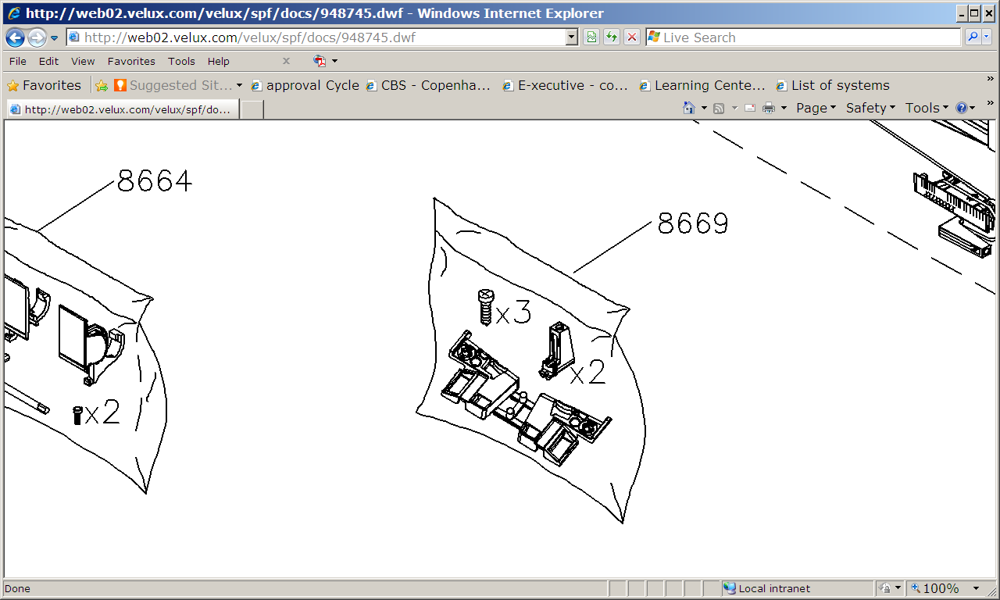 http://web02.velux.com/velux/spf/docs/948745.dwf - Windows Internet Explorer
http://web02.velux.com/velux/spf/docs/948745.dwf Live Search
File Edit View Favorites Tools Help x
Favorites Suggested Sit... approval Cycle CBS - Copenha... E-xecutive - co... Learning Cente... List of systems
http://web02.velux.com/velux/spf/do... Page Safety Tools
8664
8669
x3
x2
x2
Done Local intranet 100%